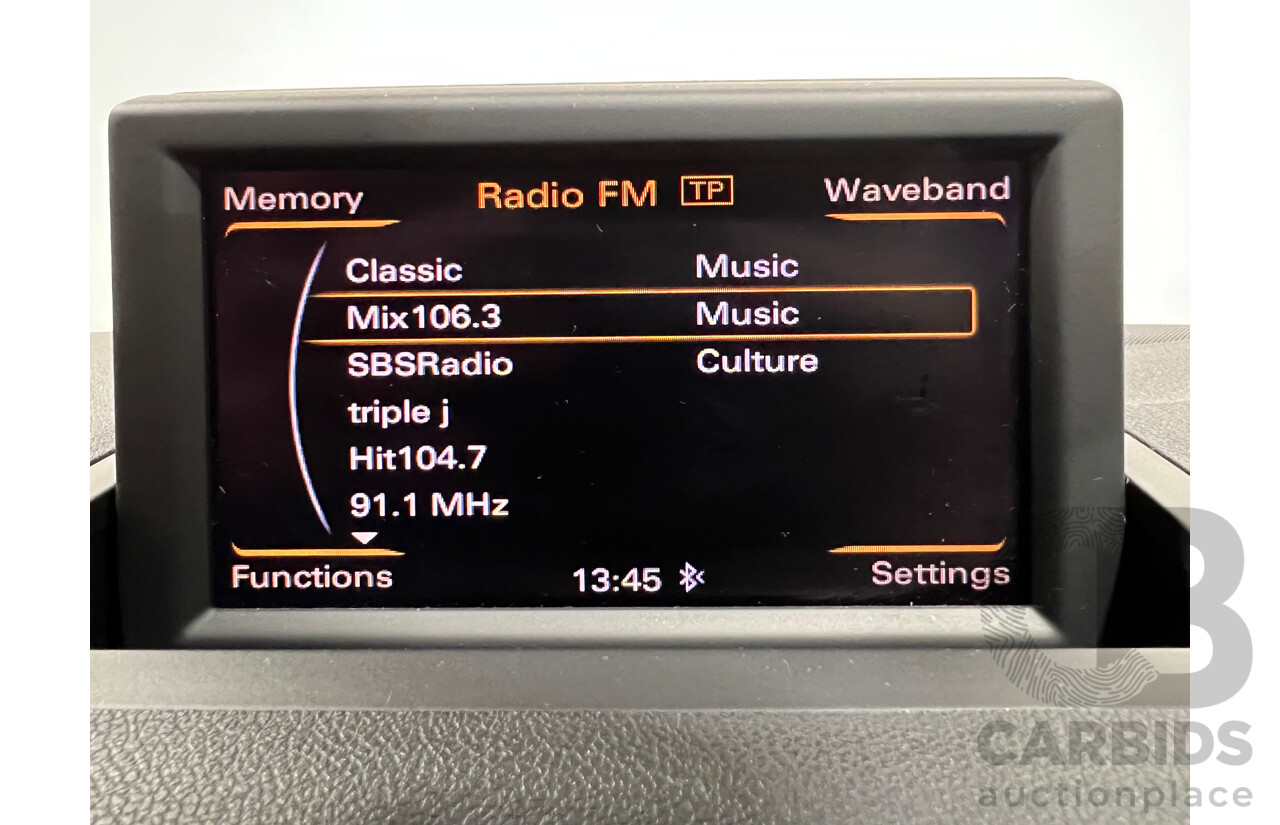 Memory Radio FM TP Waveband
Classic Music
Mix106.3 Music
SBSRadio Culture
triple j
Hit104.7
91.1 MHz
Functions 13:45 Settings
CB
CARBIDS
auctionplace